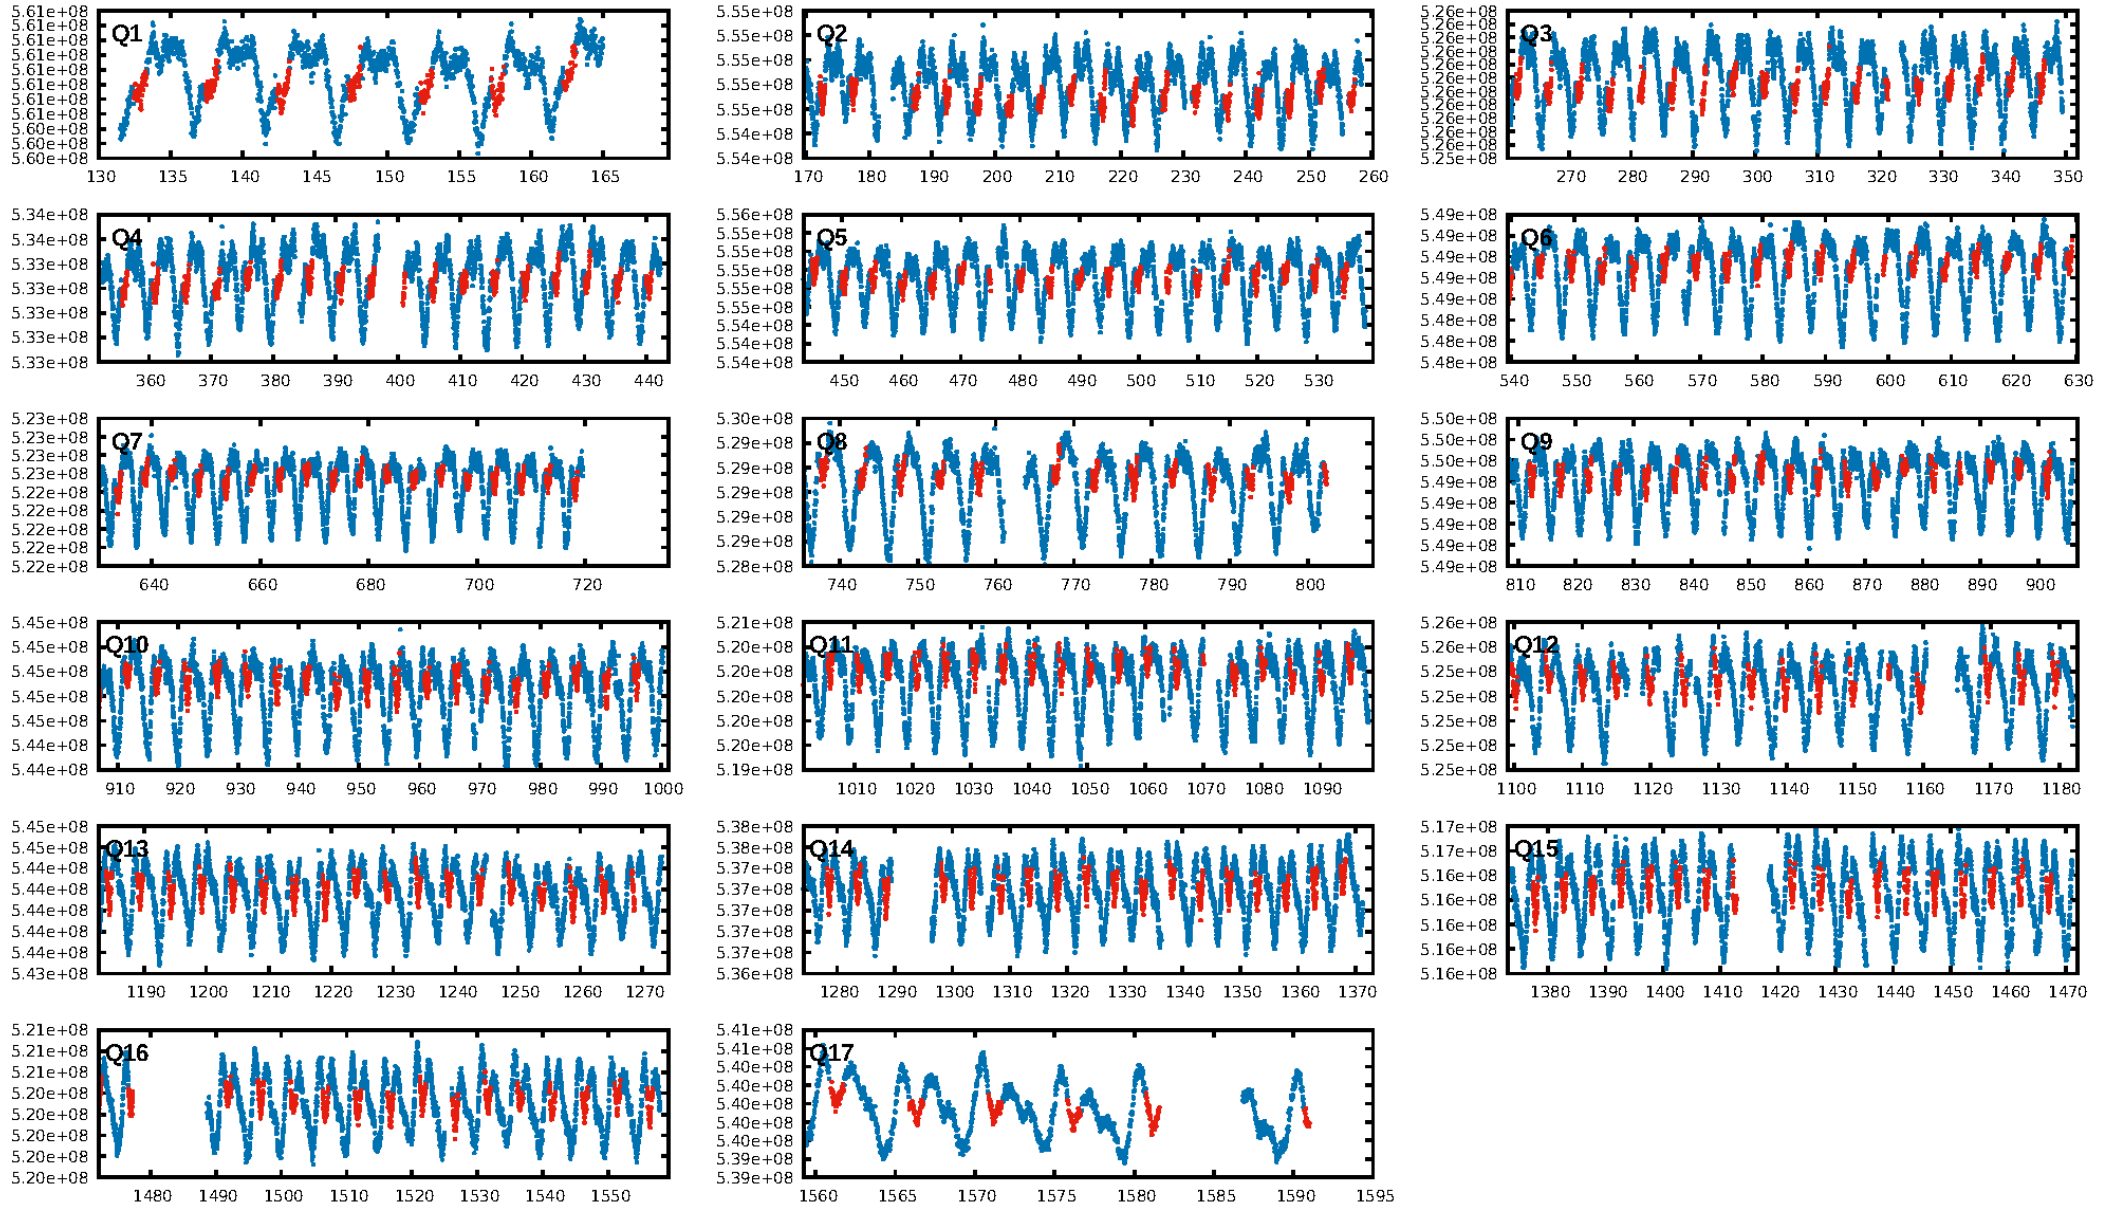 Q1 Q2 Q3
5.61e+08 5.61e+08 5.61e+08 5.61e+08 5.61e+08 5.61e+08 5.61e+08 5.61e+08 5.60e+08 5.60e+08 5.60e+08
5.55e+08 5.55e+08 5.55e+08 5.55e+08 5.55e+08 5.54e+08 5.54e+08
5.26e+08 5.26e+08 5.26e+08 5.26e+08 5.26e+08 5.26e+08 5.26e+08 5.26e+08 5.26e+08 5.26e+08 5.25e+08
130 135 140 145 150 155 160 165
170 180 190 200 210 220 230 240 250 260
270 280 290 300 310 320 330 340 350
Q4 Q5 Q6
5.34e+08 5.34e+08 5.33e+08 5.33e+08 5.33e+08 5.33e+08 5.33e+08
5.56e+08 5.55e+08 5.55e+08 5.55e+08 5.55e+08 5.55e+08 5.54e+08 5.54e+08 5.54e+08
5.49e+08 5.49e+08 5.49e+08 5.49e+08 5.49e+08 5.48e+08 5.48e+08 5.48e+08
360 370 380 390 400 410 420 430 440
450 460 470 480 490 500 510 520 530
540 550 560 570 580 590 600 610 620 630
Q7 Q8 Q9
5.23e+08 5.23e+08 5.23e+08 5.23e+08 5.22e+08 5.22e+08 5.22e+08 5.22e+08 5.22e+08
5.30e+08 5.29e+08 5.29e+08 5.29e+08 5.29e+08 5.29e+08 5.28e+08
5.50e+08 5.50e+08 5.50e+08 5.49e+08 5.49e+08 5.49e+08 5.49e+08 5.49e+08
640 660 680 700 720
740 750 760 770 780 790 800
810 820 830 840 850 860 870 880 890 900
Q10 Q11 Q12
5.45e+08 5.45e+08 5.45e+08 5.45e+08 5.45e+08 5.44e+08 5.44e+08
5.21e+08 5.20e+08 5.20e+08 5.20e+08 5.20e+08 5.19e+08
5.26e+08 5.26e+08 5.25e+08 5.25e+08 5.25e+08 5.25e+08 5.25e+08
910 920 930 940 950 960 970 980 990 1000
1010 1020 1030 1040 1050 1060 1070 1080 1090
1100 1110 1120 1130 1140 1150 1160 1170 1180
Q13 Q14 Q15
5.45e+08 5.45e+08 5.44e+08 5.44e+08 5.44e+08 5.44e+08 5.44e+08 5.43e+08
5.38e+08 5.38e+08 5.37e+08 5.37e+08 5.37e+08 5.37e+08 5.37e+08 5.36e+08
5.17e+08 5.17e+08 5.16e+08 5.16e+08 5.16e+08 5.16e+08 5.16e+08
1190 1200 1210 1220 1230 1240 1250 1260 1270
1280 1290 1300 1310 1320 1330 1340 1350 1360 1370
1380 1390 1400 1410 1420 1430 1440 1450 1460 1470
Q16 Q17
5.21e+08 5.21e+08 5.21e+08 5.20e+08 5.20e+08 5.20e+08 5.20e+08 5.20e+08
5.41e+08 5.41e+08 5.40e+08 5.40e+08 5.40e+08 5.40e+08 5.40e+08 5.39e+08 5.39e+08
1480 1490 1500 1510 1520 1530 1540 1550
1560 1565 1570 1575 1580 1585 1590 1595